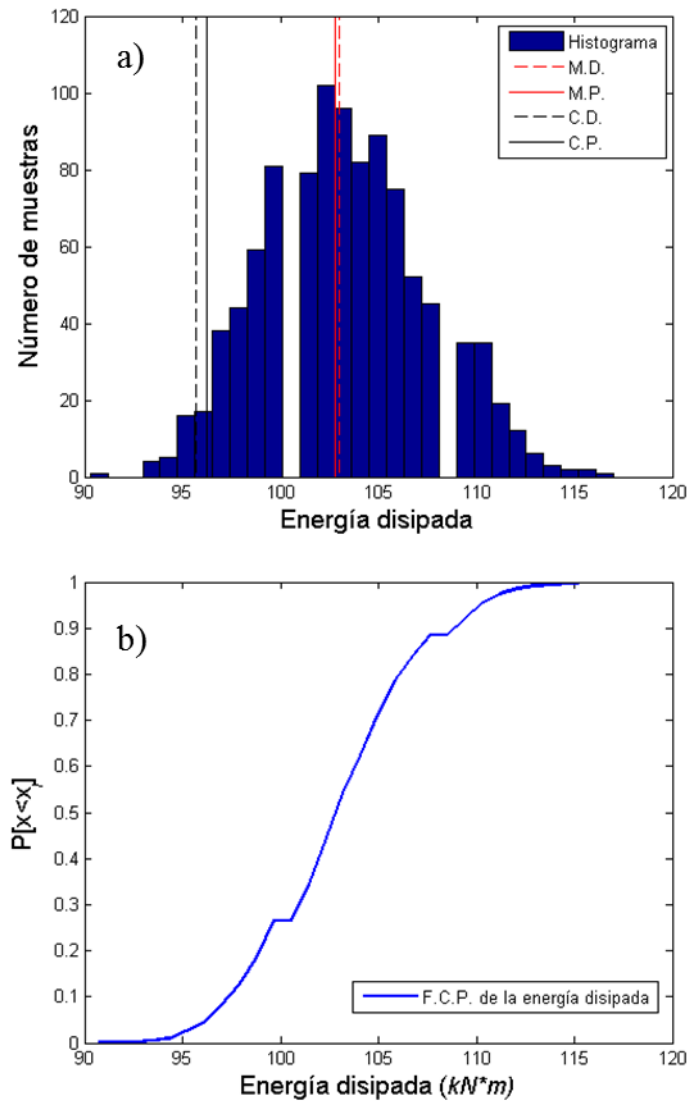 120
100
80
60
40
20
0
Número de muestras
a)
Histograma
M.D.
M.P.
C.D.
C.P.
90
95
100
105
110
115
120
Energía disipada
1
0.9
0.8
0.7
0.6
0.5
0.4
0.3
0.2
0.1
0
b)
F.C.P. de la energía disipada
90
95
100
105
110
115
120
Energía disipada (kN*m)